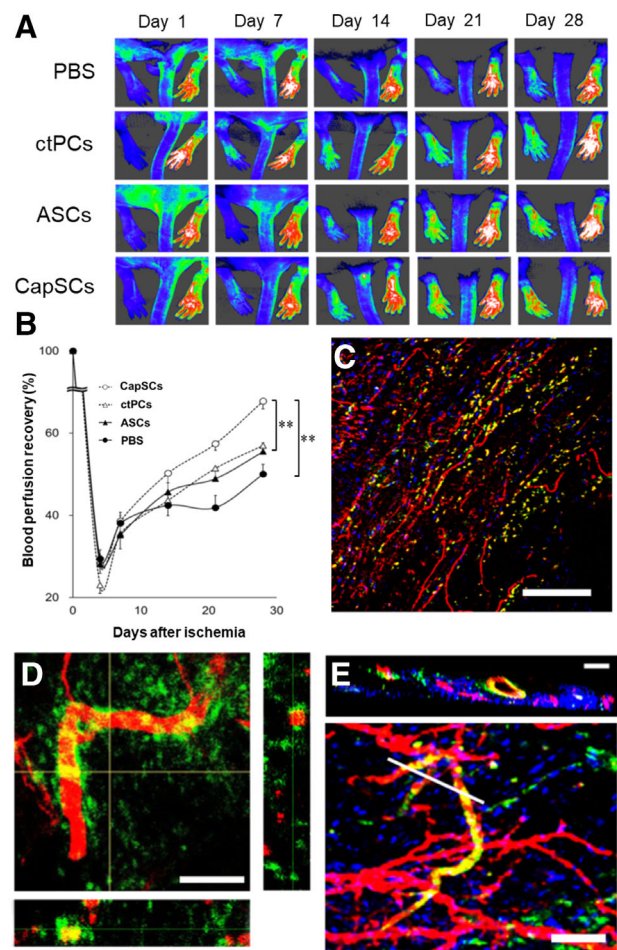 A
Day 1 Day 7 Day 14 Day 21 Day 28
PBS
ctPCs
ASCs
CapSCs
B
Blood perfusion recovery (%)
100
60
40
20
CapSCs
ctPCs
ASCs
PBS
**
**
0 10 20 30
Days after ischemia
C
D
E